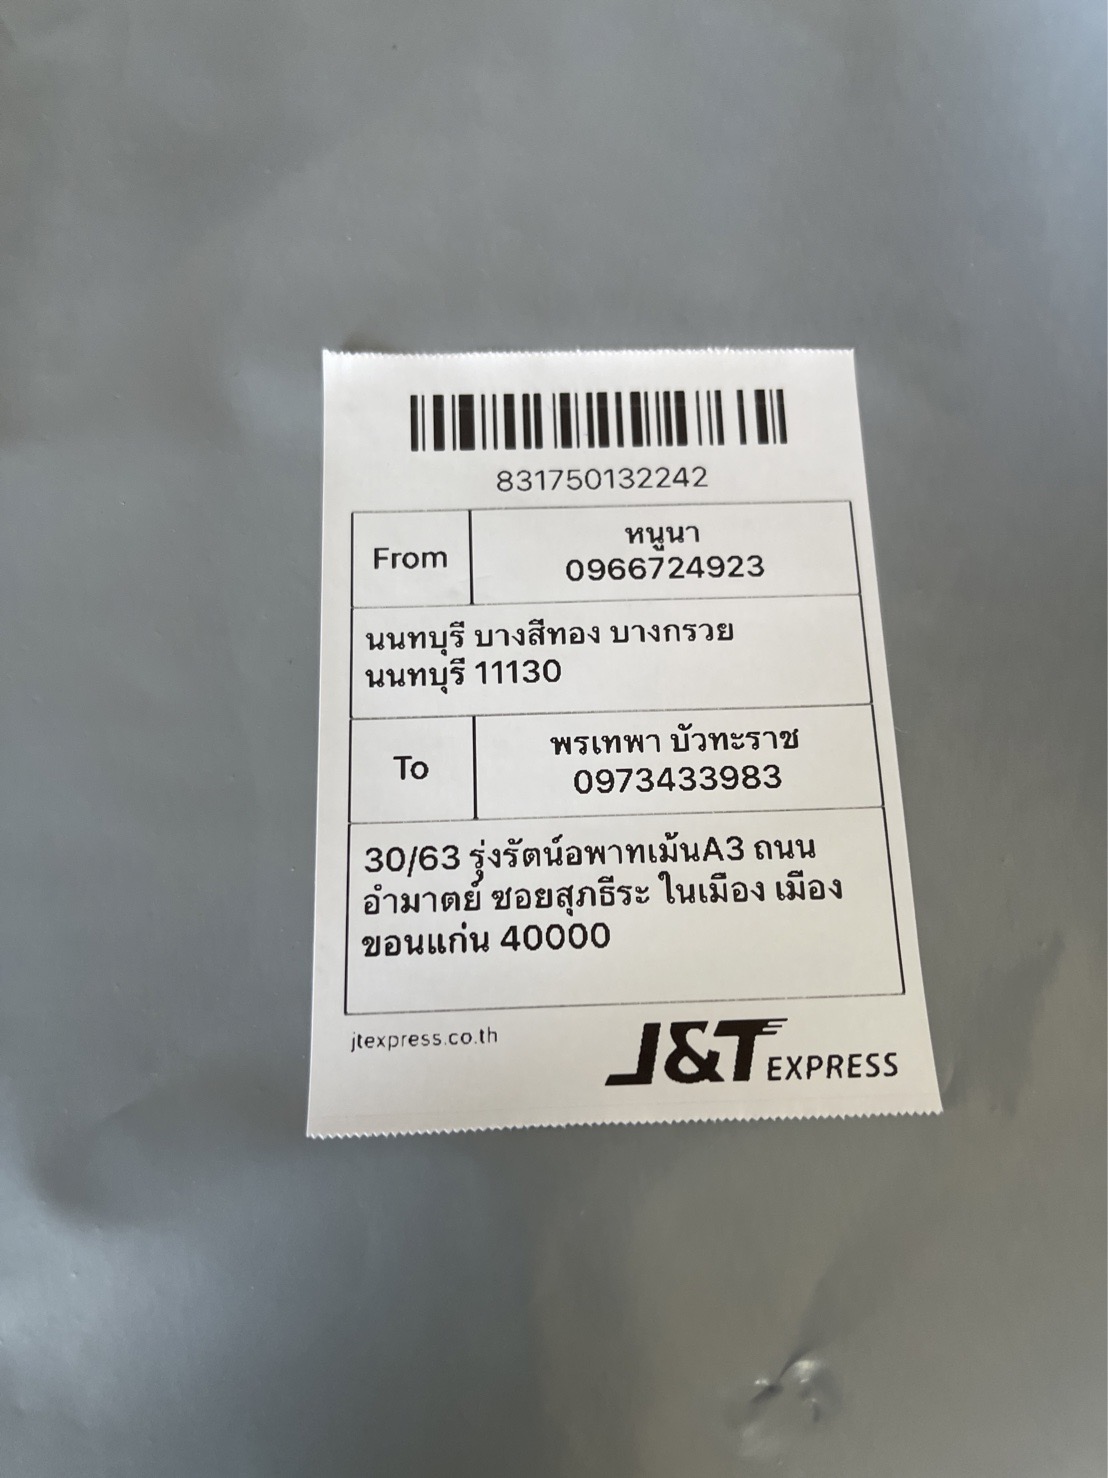 831750132242
From
หนูนา
0966724923
นนทบุรี บางสีทอง บางกรวย
นนทบุรี 11130
To
พรเทพา บัวทะราช
0973433983
30/63 รุ่งรัตน์อพาทเม้นA3 ถนน
อำมาตย์ ซอยสุภธีระ ในเมือง เมือง
ขอนแก่น 40000
jtexpress.co.th
J&T EXPRESS